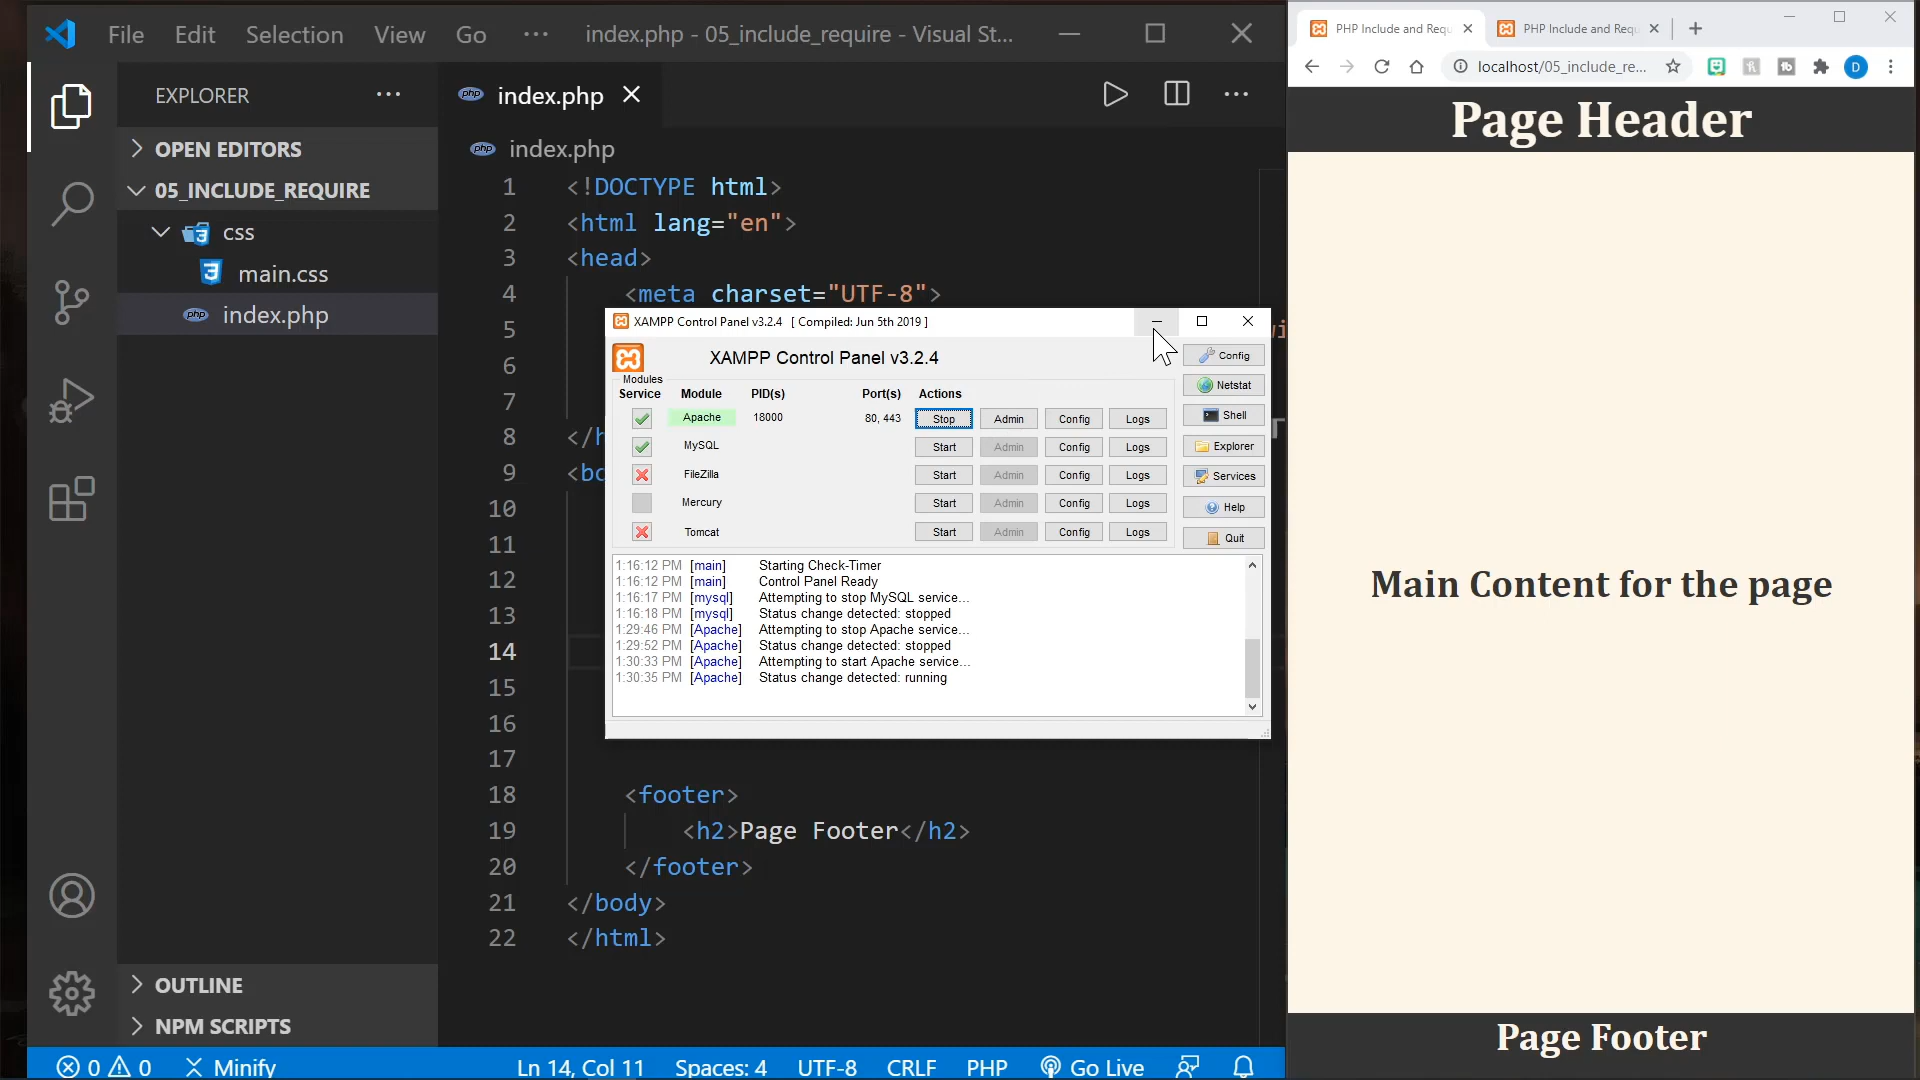 File Edit Selection View Go ··· index.php - 05_include_require - Visual St...
EXPLORER ···
OPEN EDITORS
05_INCLUDE_REQUIRE
css
main.css
index.php
OUTLINE
NPM SCRIPTS
index.php
index.php
1 <!DOCTYPE html>
2 <html lang="en">
3 <head>
4 <meta charset="UTF-8">
5
6
7
8 </h
9 <bo
10
11
12
13
14
15
16
17
18 <footer>
19 <h2>Page Footer</h2>
20 </footer>
21 </body>
22 </html>
XAMPP Control Panel v3.2.4 [ Compiled: Jun 5th 2019 ]
XAMPP Control Panel v3.2.4
Modules
Service Module PID(s) Port(s) Actions
Apache 18000 80, 443 Stop Admin Config Logs
MySQL Start Admin Config Logs
FileZilla Start Admin Config Logs
Mercury Start Admin Config Logs
Tomcat Start Admin Config Logs
Config
Netstat
Shell
Explorer
Services
Help
Quit
1:16:12 PM [main] Starting Check-Timer
1:16:12 PM [main] Control Panel Ready
1:16:17 PM [mysql] Attempting to stop MySQL service...
1:16:18 PM [mysql] Status change detected: stopped
1:29:46 PM [Apache] Attempting to stop Apache service...
1:29:52 PM [Apache] Status change detected: stopped
1:30:33 PM [Apache] Attempting to start Apache service...
1:30:35 PM [Apache] Status change detected: running
0 0 Minify Ln 14, Col 11 Spaces: 4 UTF-8 CRLF PHP Go Live
PHP Include and Requ PHP Include and Requ
localhost/05_include_re... D
Page Header
Main Content for the page
Page Footer